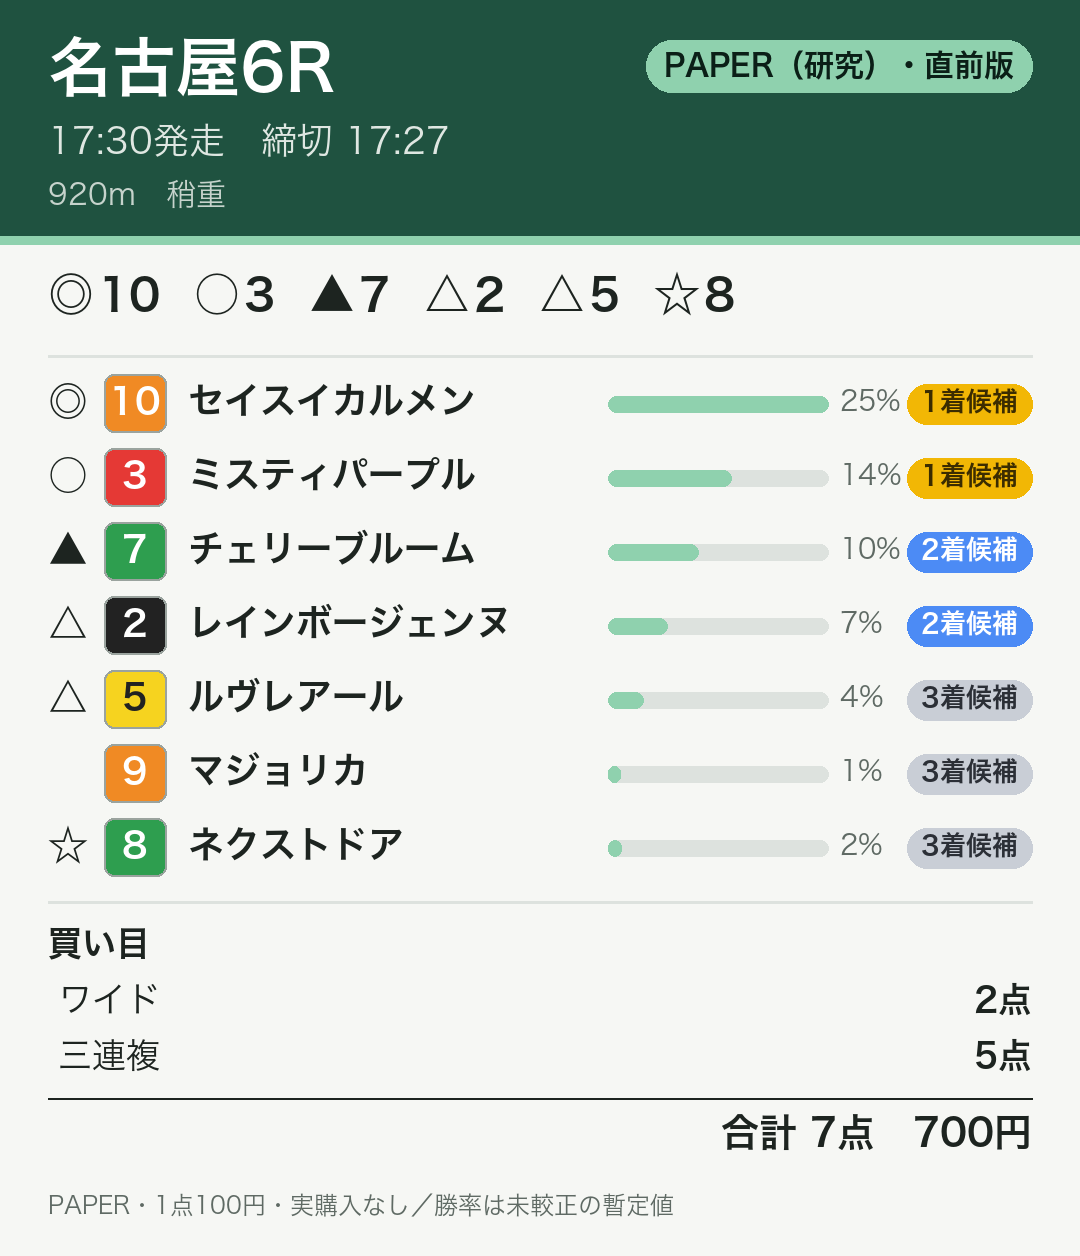 名古屋6R
PAPER（研究）・直前版
17:30発走　締切 17:27
920m　稍重
◎10 ○3 ▲7 △2 △5 ☆8
◎ 10 セイスイカルメン 25% 1着候補
○ 3 ミスティパープル 14% 1着候補
▲ 7 チェリーブルーム 10% 2着候補
△ 2 レインボージェンヌ 7% 2着候補
△ 5 ルヴレアール 4% 3着候補
9 マジョリカ 1% 3着候補
☆ 8 ネクストドア 2% 3着候補
買い目
ワイド 2点
三連複 5点
合計 7点　700円
PAPER・1点100円・実購入なし／勝率は未較正の暫定値